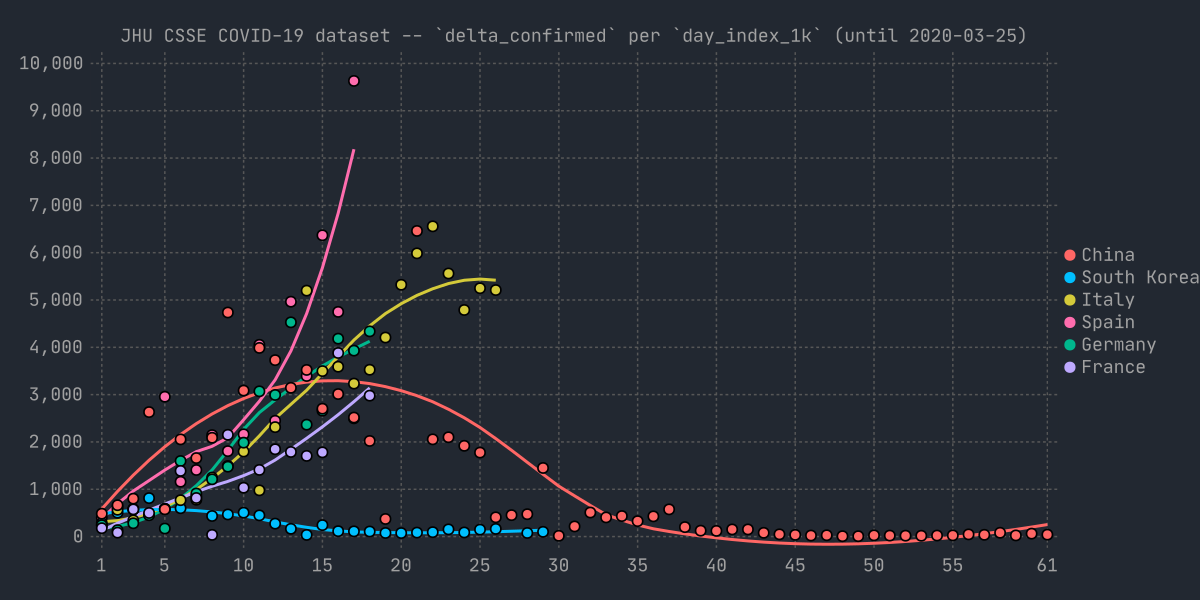 JHU CSSE COVID-19 dataset -- `delta_confirmed` per `day_index_1k` (until 2020-03-25)
10,000
9,000
8,000
7,000
6,000
5,000
4,000
3,000
2,000
1,000
0
1 5 10 15 20 25 30 35 40 45 50 55 61
China
South Korea
Italy
Spain
Germany
France